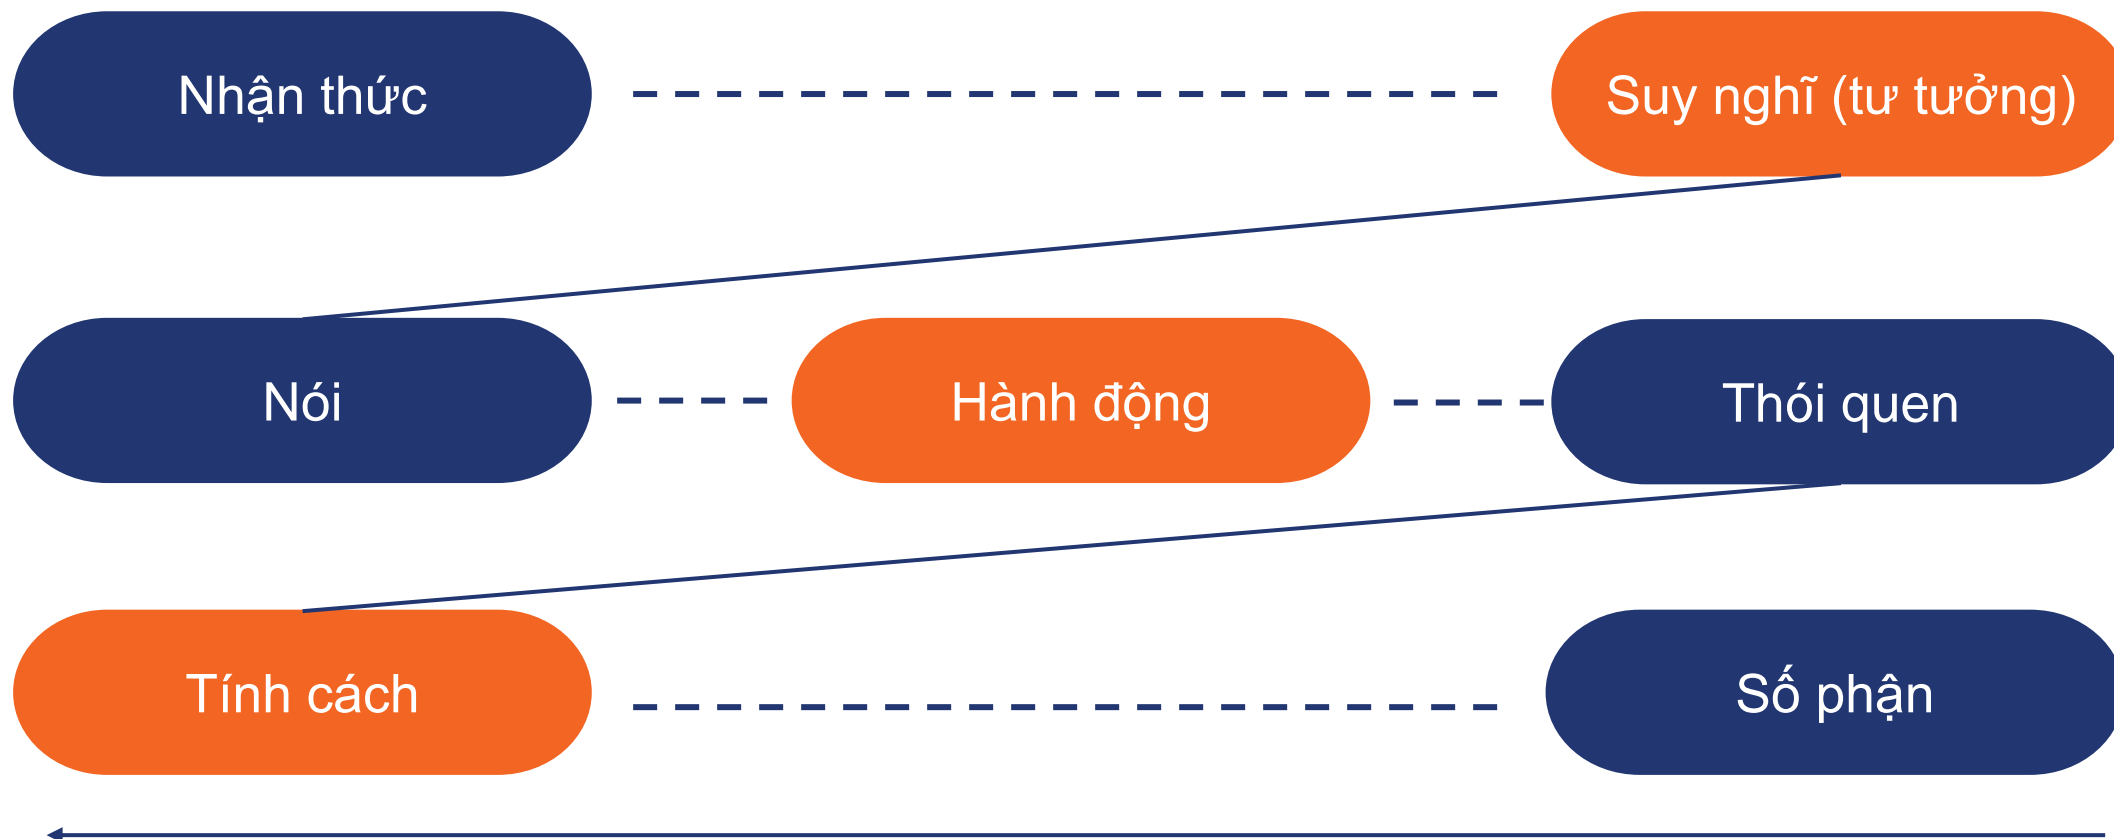 Nhận thức
Suy nghĩ (tư tưởng)
Nói
Hành động
Thói quen
Tính cách
Số phận